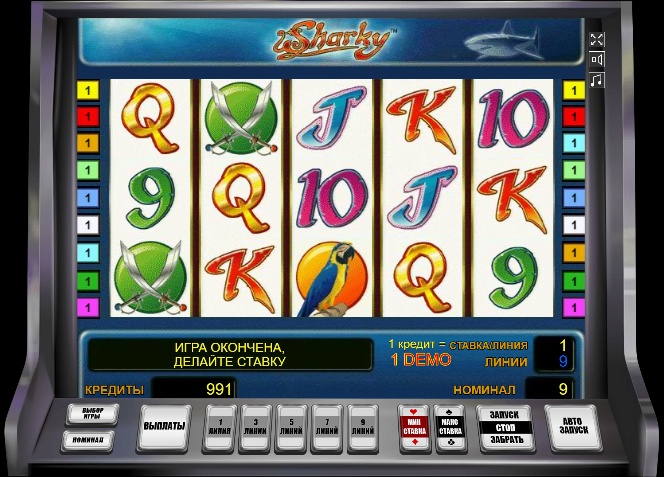 Sharky™
1 Q J K 10 1
1 1
1 1
1 9 Q 10 J K 1
1 1
1 1
1 K Q 9 1
1 1
1 1
ИГРА ОКОНЧЕНА,
ДЕЛАЙТЕ СТАВКУ
1 кредит = СТАВКА/ЛИНИЯ 1
1 DEMO ЛИНИИ 9
КРЕДИТЫ 991 НОМИНАЛ 9
ВЫБОР
ИГРЫ
НОМИНАЛ
ВЫПЛАТЫ
1
ЛИНИЯ
3
ЛИНИИ
5
ЛИНИЙ
7
ЛИНИЙ
9
ЛИНИЙ
МИН
СТАВКА
МАКС
СТАВКА
ЗАПУСК
СТОП
ЗАБРАТЬ
АВТО
ЗАПУСК